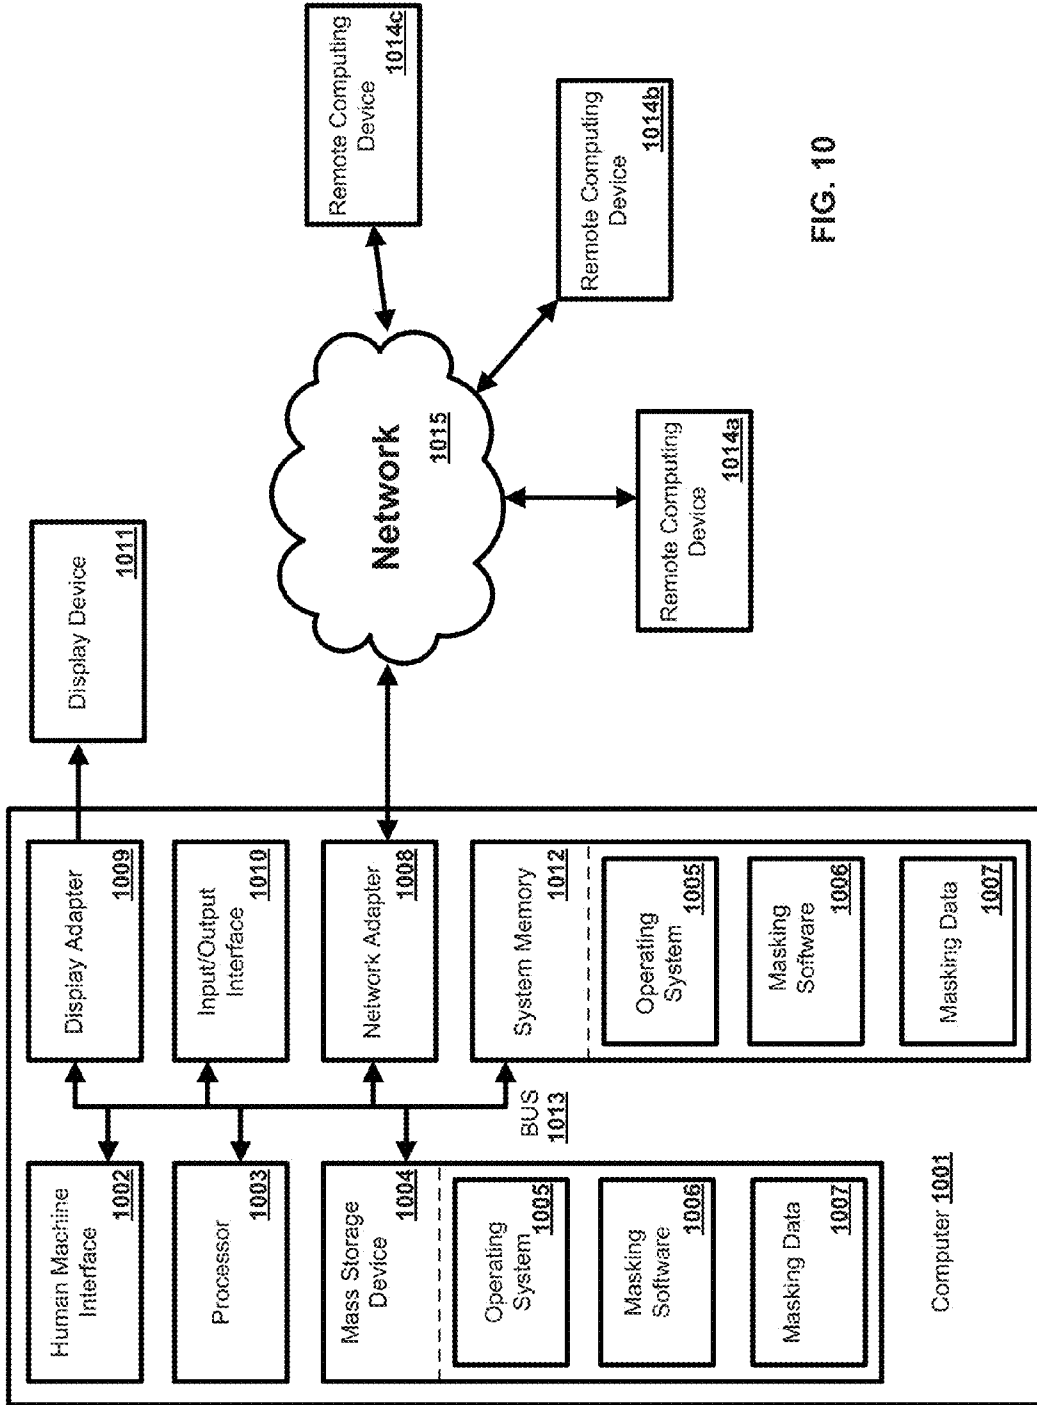 Human Machine
Interface
1002
Processor
1003
Mass Storage
Device
1004
Operating
System
1005
Masking
Software
1006
Masking Data
1007
Computer 1001
BUS
1013
Display Adapter
1009
Input/Output
Interface
1010
Network Adapter
1008
System Memory
1012
Operating
System
1005
Masking
Software
1006
Masking Data
1007
Display Device
1011
Network
1015
Remote Computing
Device
1014a
Remote Computing
Device
1014b
Remote Computing
Device
1014c
FIG. 10